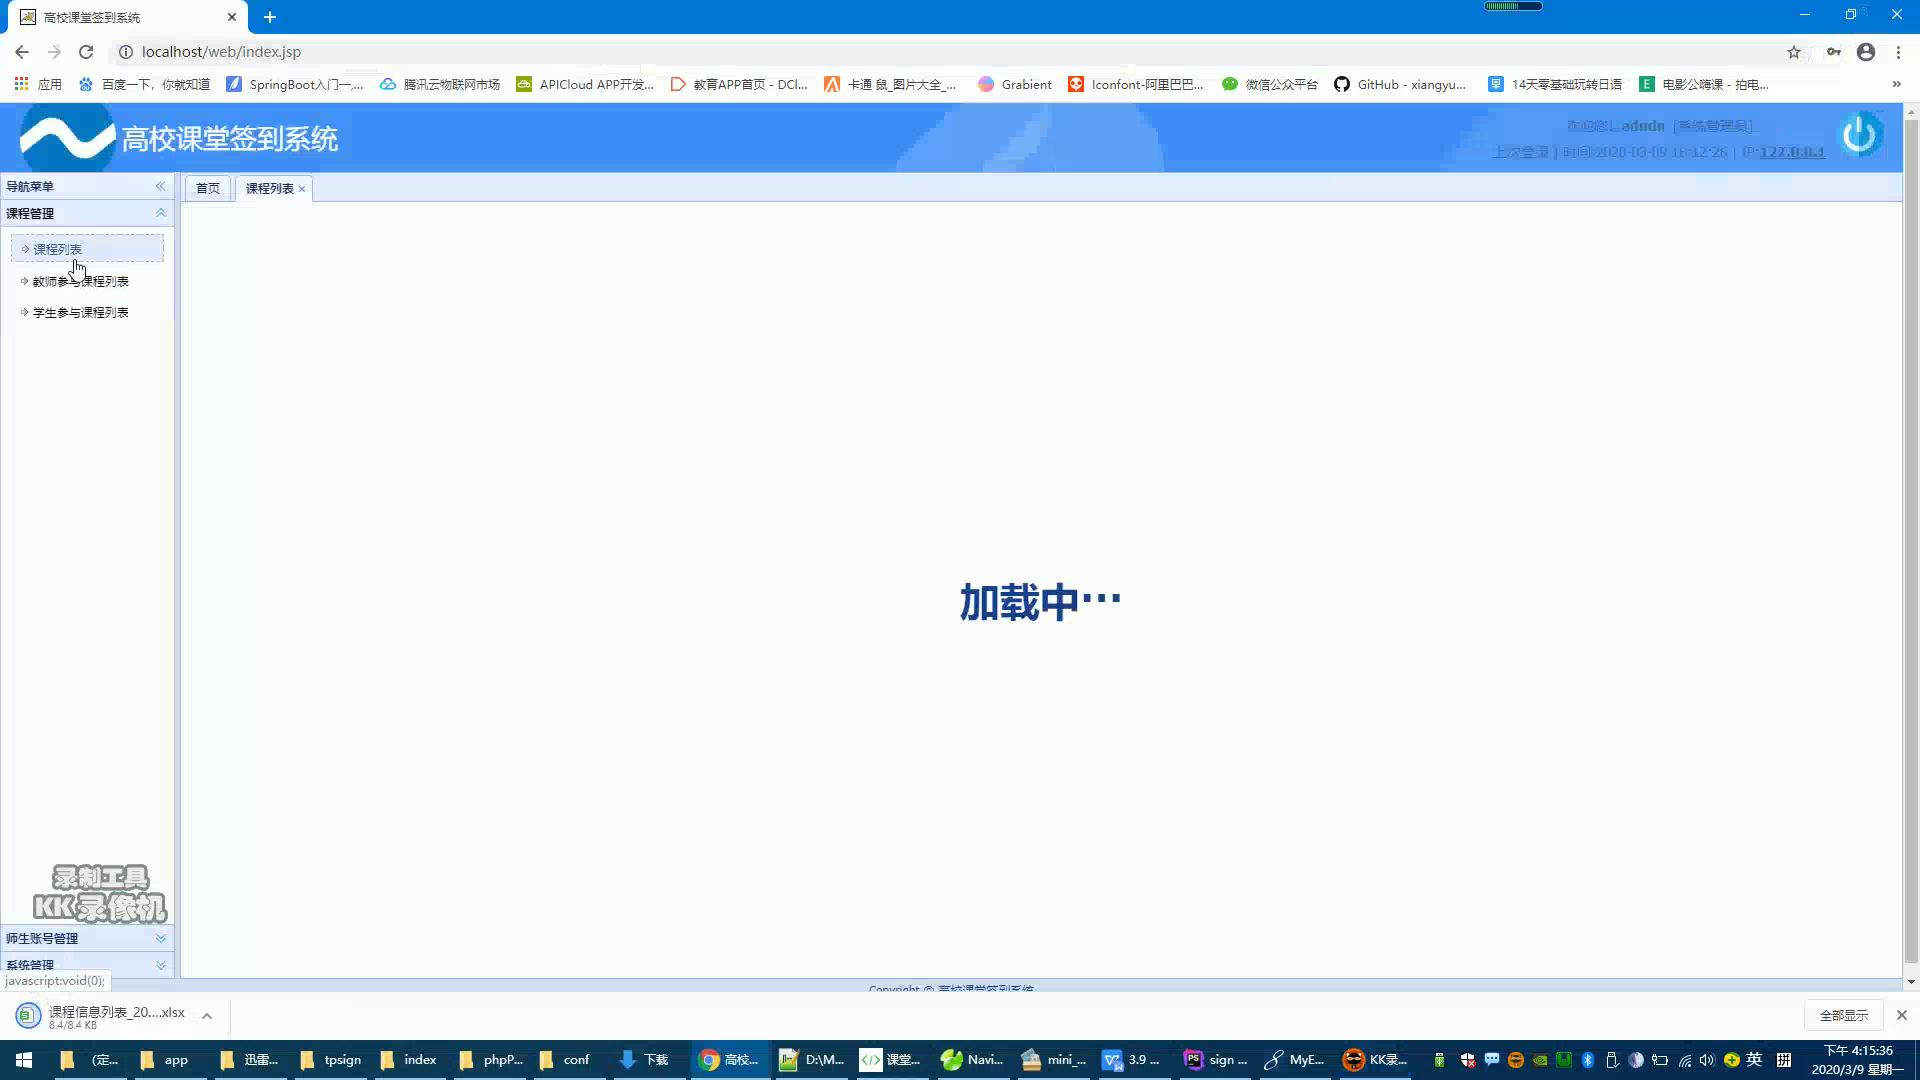 高校课堂签到系统
localhost/web/index.jsp
应用 百度一下，你就知道 SpringBoot入门一,... 腾讯云物联网市场 APICloud APP开发... 教育APP首页 - DCl... 卡通 鼠_图片大全_... Grabient Iconfont-阿里巴巴... 微信公众平台 GitHub - xiangyu... 14天零基础玩转日语 电影公嗨课 - 拍电... »
高校课堂签到系统
[系统管理员]
上次登录 | 时间:2020-03-09 16:12:26 | IP:127.0.0.1
导航菜单
首页 课程列表
课程管理
课程列表
教师参与课程列表
学生参与课程列表
加载中…
录制工具
KK录像机
师生账号管理
系统管理
javascript:void(0);
Copyright © 高校课堂签到系统
课程信息列表_20....xlsx
8.4/8.4 KB
全部显示
（定... app 迅雷... tpsign index phpP... conf 下载 高校... D:\M... 课堂... Navi... mini_... 3.9 ... sign ... MyE... KK录... 英 拼
下午 4:15:36
2020/3/9 星期一